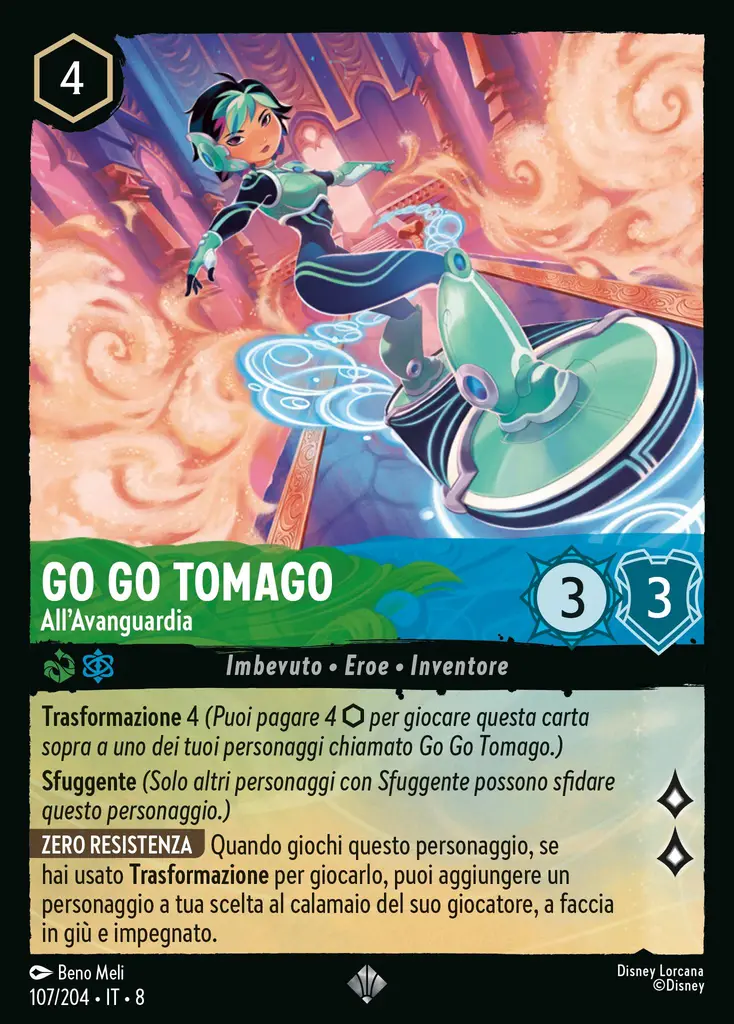 4
GO GO TOMAGO
All'Avanguardia
3
3
Imbevuto • Eroe • Inventore
Trasformazione 4 (Puoi pagare 4 ⬡ per giocare questa carta
sopra a uno dei tuoi personaggi chiamato Go Go Tomago.)
Sfuggente (Solo altri personaggi con Sfuggente possono sfidare
questo personaggio.)
ZERO RESISTENZA Quando giochi questo personaggio, se
hai usato Trasformazione per giocarlo, puoi aggiungere un
personaggio a tua scelta al calamaio del suo giocatore, a faccia
in giù e impegnato.
Beno Meli
107/204 • IT • 8
Disney Lorcana
©Disney